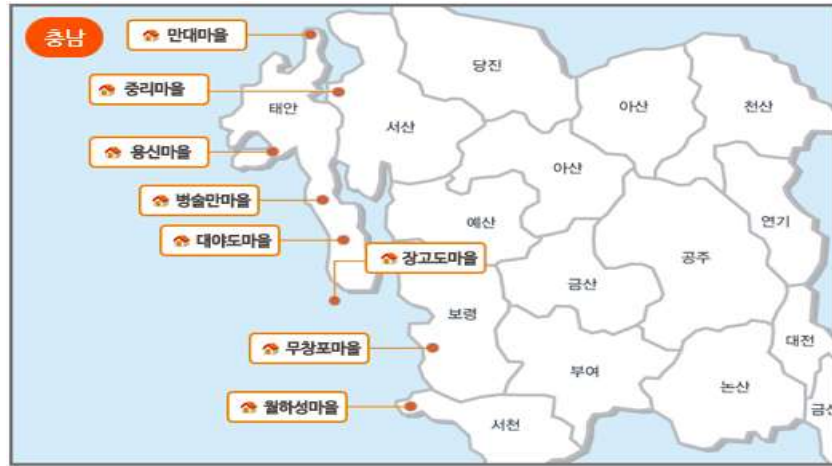 충남
만대마을
당진
중리마을
태안
서산
아산
천산
용신마을
아산
병술만마을
예산
연기
대야도마을
장고도마을
공주
금산
보령
무창포마을
대전
부여
논산
월하성마을
서천
금산